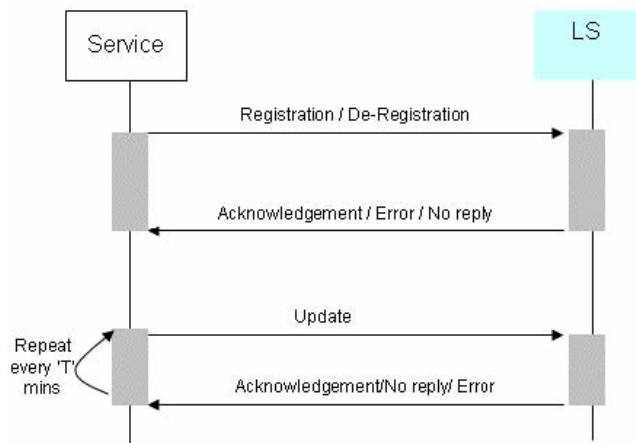 Service
LS
Registration / De-Registration
Acknowledgement / Error / No reply
Update
Repeat
every 'T'
mins
Acknowledgement/No reply/ Error